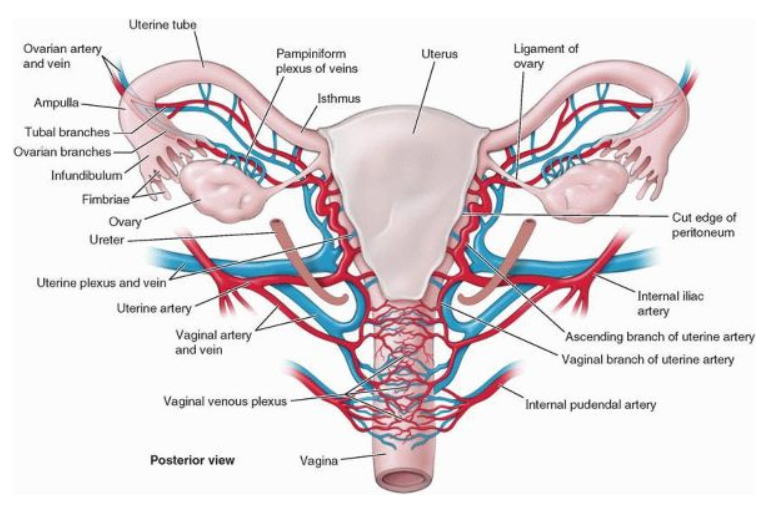 Uterine tube
Ovarian artery
and vein
Pampiniform
plexus of veins
Uterus
Ligament of
ovary
Ampulla
Isthmus
Tubal branches
Ovarian branches
Infundibulum
Fimbriae
Ovary
Ureter
Cut edge of
peritoneum
Uterine plexus and vein
Uterine artery
Internal iliac
artery
Vaginal artery
and vein
Ascending branch of uterine artery
Vaginal branch of uterine artery
Vaginal venous plexus
Internal pudendal artery
Posterior view
Vagina